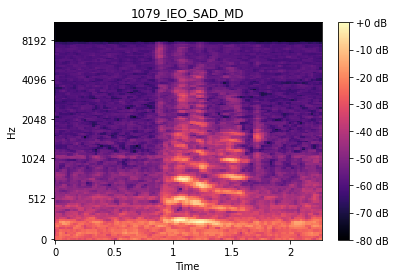 1079_IEO_SAD_MD
8192
4096
2048
1024
512
0
Hz
0
0.5
1
1.5
2
Time
+0 dB
-10 dB
-20 dB
-30 dB
-40 dB
-50 dB
-60 dB
-70 dB
-80 dB